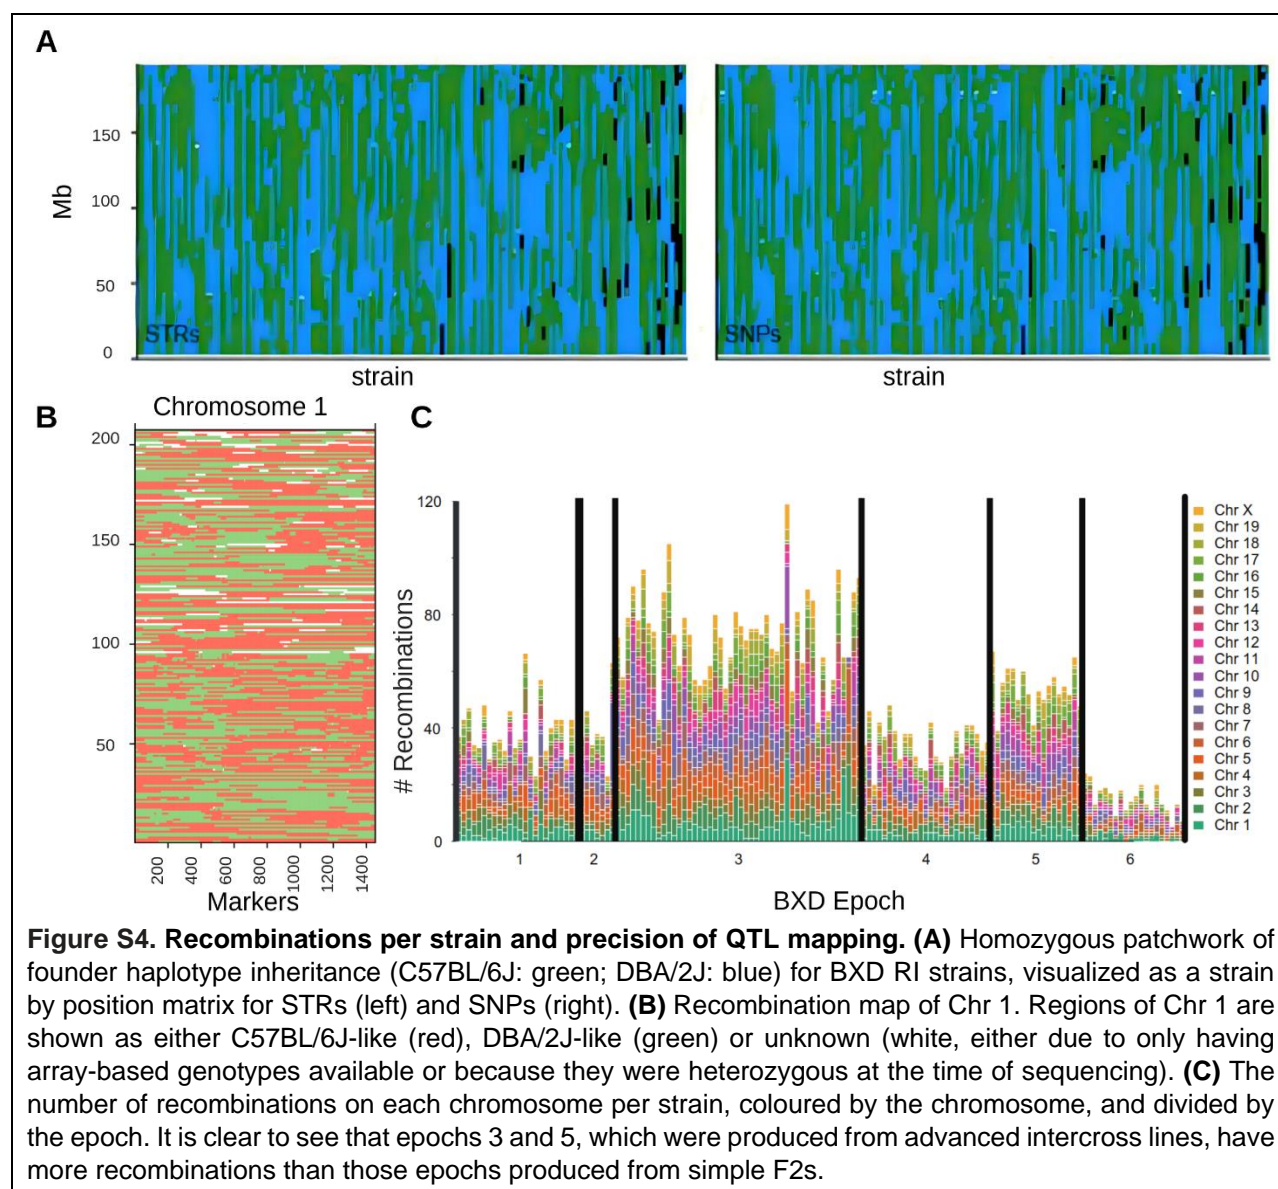 A
150
100
50
0
Mb
STRs
SNPs
strain
strain
B
Chromosome 1
200
150
100
50
200
400
600
800
1000
1200
1400
Markers
C
120
80
40
0
# Recombinations
1 2 3 4 5 6
BXD Epoch
Chr X
Chr 19
Chr 18
Chr 17
Chr 16
Chr 15
Chr 14
Chr 13
Chr 12
Chr 11
Chr 10
Chr 9
Chr 8
Chr 7
Chr 6
Chr 5
Chr 4
Chr 3
Chr 2
Chr 1
Figure S4. Recombinations per strain and precision of QTL mapping. (A) Homozygous patchwork of
founder haplotype inheritance (C57BL/6J: green; DBA/2J: blue) for BXD RI strains, visualized as a strain
by position matrix for STRs (left) and SNPs (right). (B) Recombination map of Chr 1. Regions of Chr 1 are
shown as either C57BL/6J-like (red), DBA/2J-like (green) or unknown (white, either due to only having
array-based genotypes available or because they were heterozygous at the time of sequencing). (C) The
number of recombinations on each chromosome per strain, coloured by the chromosome, and divided by
the epoch. It is clear to see that epochs 3 and 5, which were produced from advanced intercross lines, have
more recombinations than those epochs produced from simple F2s.